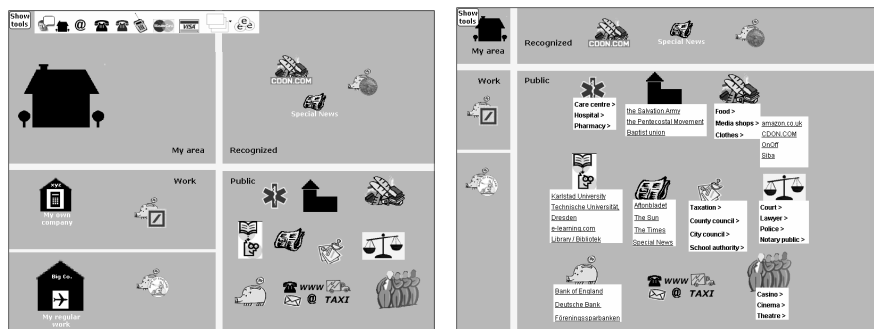 Show
tools
@
MasterCard
VISA
e
e e
CDON.COM
Special News
My area
Recognized
xyc
Work
My own
company
Public
Big Co.
My regular
work
WWW
@
TAXI
Show
tools
My area
Recognized
CDON.COM
Special News
Work
Public
Care centre >
Hospital >
Pharmacy >
the Salvation Army
the Pentecostal Movement
Baptist union
Food >
Media shops >
Clothes >
amazon.co.uk
CDON.COM
OnOff
Siba
Karlstad University
Technische Universität,
Dresden
e-learning.com
Library / Bibliotek
Aftonbladet
The Sun
The Times
Special News
Taxation >
County council >
City council >
School authority >
Court >
Lawyer >
Police >
Notary public >
Bank of England
Deutsche Bank
Föreningssparbanken
WWW
@
TAXI
Casino >
Cinema >
Theatre >